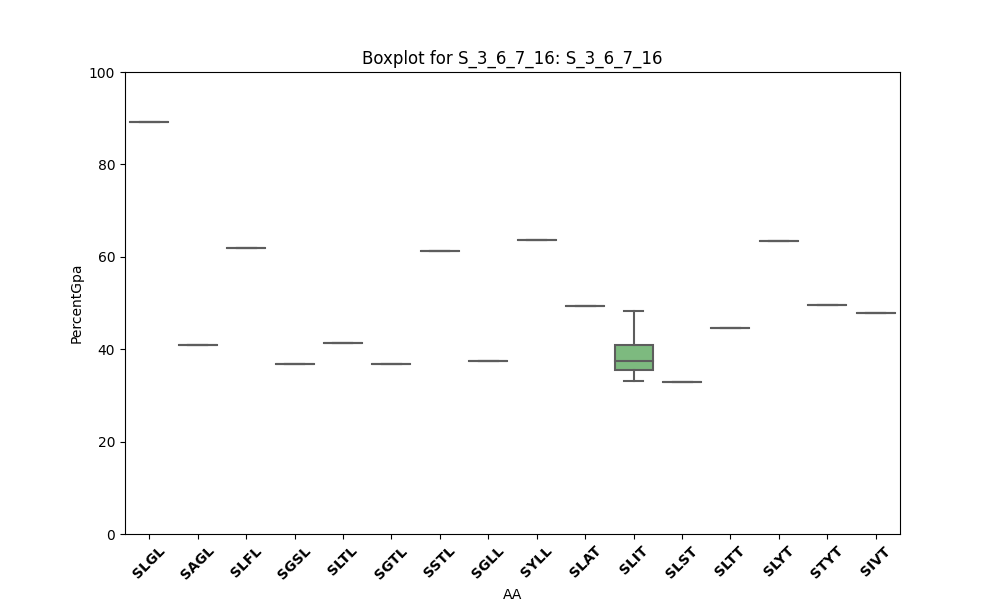 Boxplot for S_3_6_7_16: S_3_6_7_16
100
80
60
40
20
0
PercentGpa
SLGL SAGL SLFL SGSL SLTL SGTL SSTL SGLL SYLL SLAT SLIT SLST SLTT SLYT STYT SIVT
AA